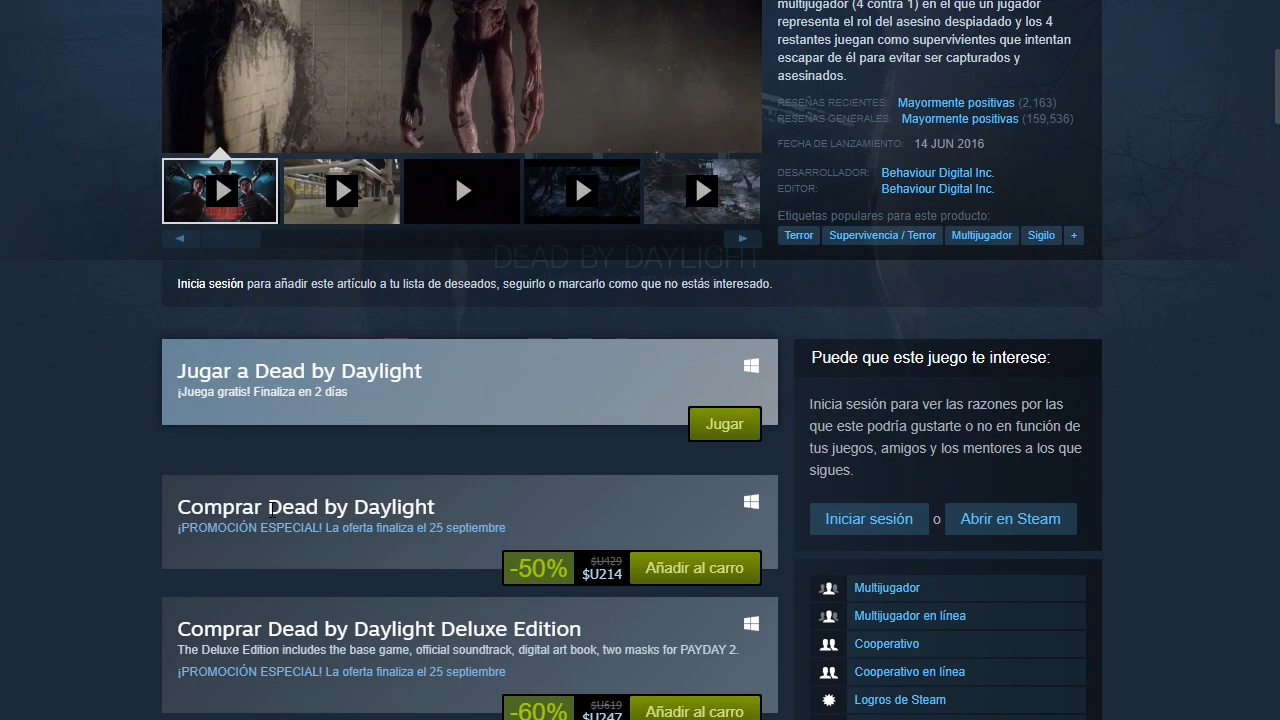 multijugador (4 contra 1) en el que un jugador
representa el rol del asesino despiadado y los 4
restantes juegan como supervivientes que intentan
escapar de él para evitar ser capturados y
asesinados.
RESEÑAS RECIENTES: Mayormente positivas (2,163)
RESEÑAS GENERALES: Mayormente positivas (159,536)
FECHA DE LANZAMIENTO: 14 JUN 2016
DESARROLLADOR: Behaviour Digital Inc.
EDITOR: Behaviour Digital Inc.
Etiquetas populares para este producto:
Terror Supervivencia / Terror Multijugador Sigilo +
DEAD BY DAYLIGHT
Inicia sesión para añadir este artículo a tu lista de deseados, seguirlo o marcarlo como que no estás interesado.
Jugar a Dead by Daylight
¡Juega gratis! Finaliza en 2 días
Jugar
Comprar Dead by Daylight
¡PROMOCIÓN ESPECIAL! La oferta finaliza el 25 septiembre
-50% $U429 $U214 Añadir al carro
Comprar Dead by Daylight Deluxe Edition
The Deluxe Edition includes the base game, official soundtrack, digital art book, two masks for PAYDAY 2.
¡PROMOCIÓN ESPECIAL! La oferta finaliza el 25 septiembre
-60% $U619 $U247 Añadir al carro
Puede que este juego te interese:
Inicia sesión para ver las razones por las
que este podría gustarte o no en función de
tus juegos, amigos y los mentores a los que
sigues.
Iniciar sesión o Abrir en Steam
Multijugador
Multijugador en línea
Cooperativo
Cooperativo en línea
Logros de Steam